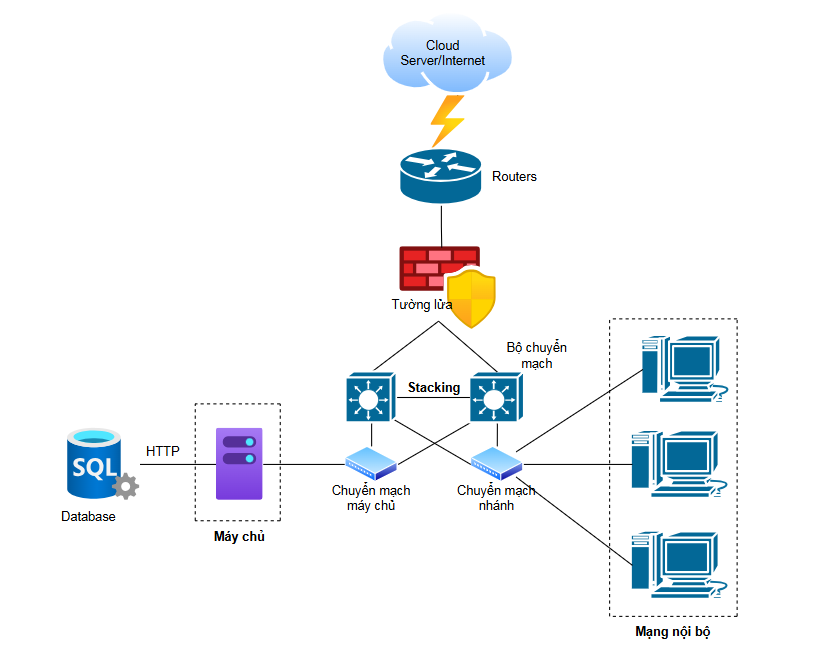 Cloud
Server/Internet
Routers
Tường lửa
Bộ chuyển
mạch
Stacking
HTTP
SQL
Database
Máy chủ
Chuyển mạch
máy chủ
Chuyển mạch
nhánh
Mạng nội bộ